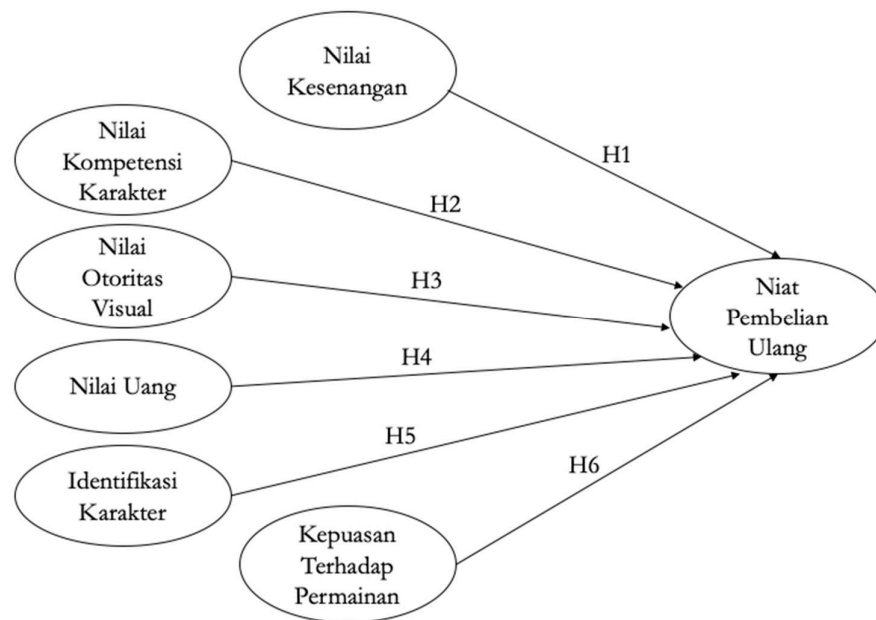 Nilai
Kesenangan
H1
Nilai
Kompetensi
Karakter
H2
Nilai
Otoritas
Visual
H3
Niat
Pembelian
Ulang
Nilai Uang
H4
Identifikasi
Karakter
H5
Kepuasan
Terhadap
Permainan
H6